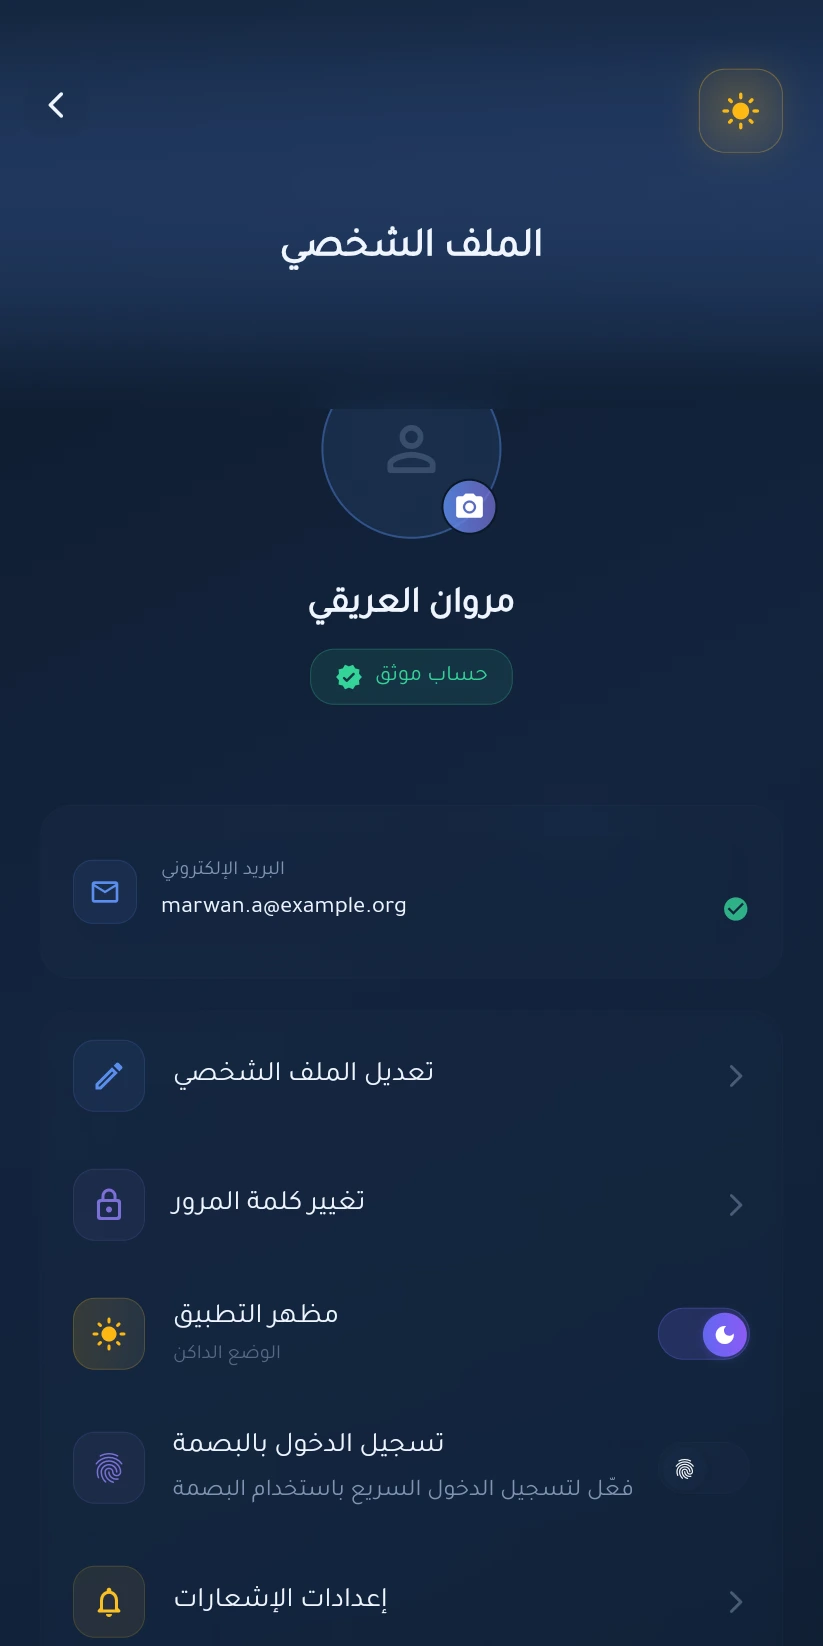 الملف الشخصي
مروان العريقي
حساب موثق
البريد الإلكتروني
marwan.a@example.org
تعديل الملف الشخصي
تغيير كلمة المرور
مظهر التطبيق
الوضع الداكن
تسجيل الدخول بالبصمة
فعّل لتسجيل الدخول السريع باستخدام البصمة
إعدادات الإشعارات